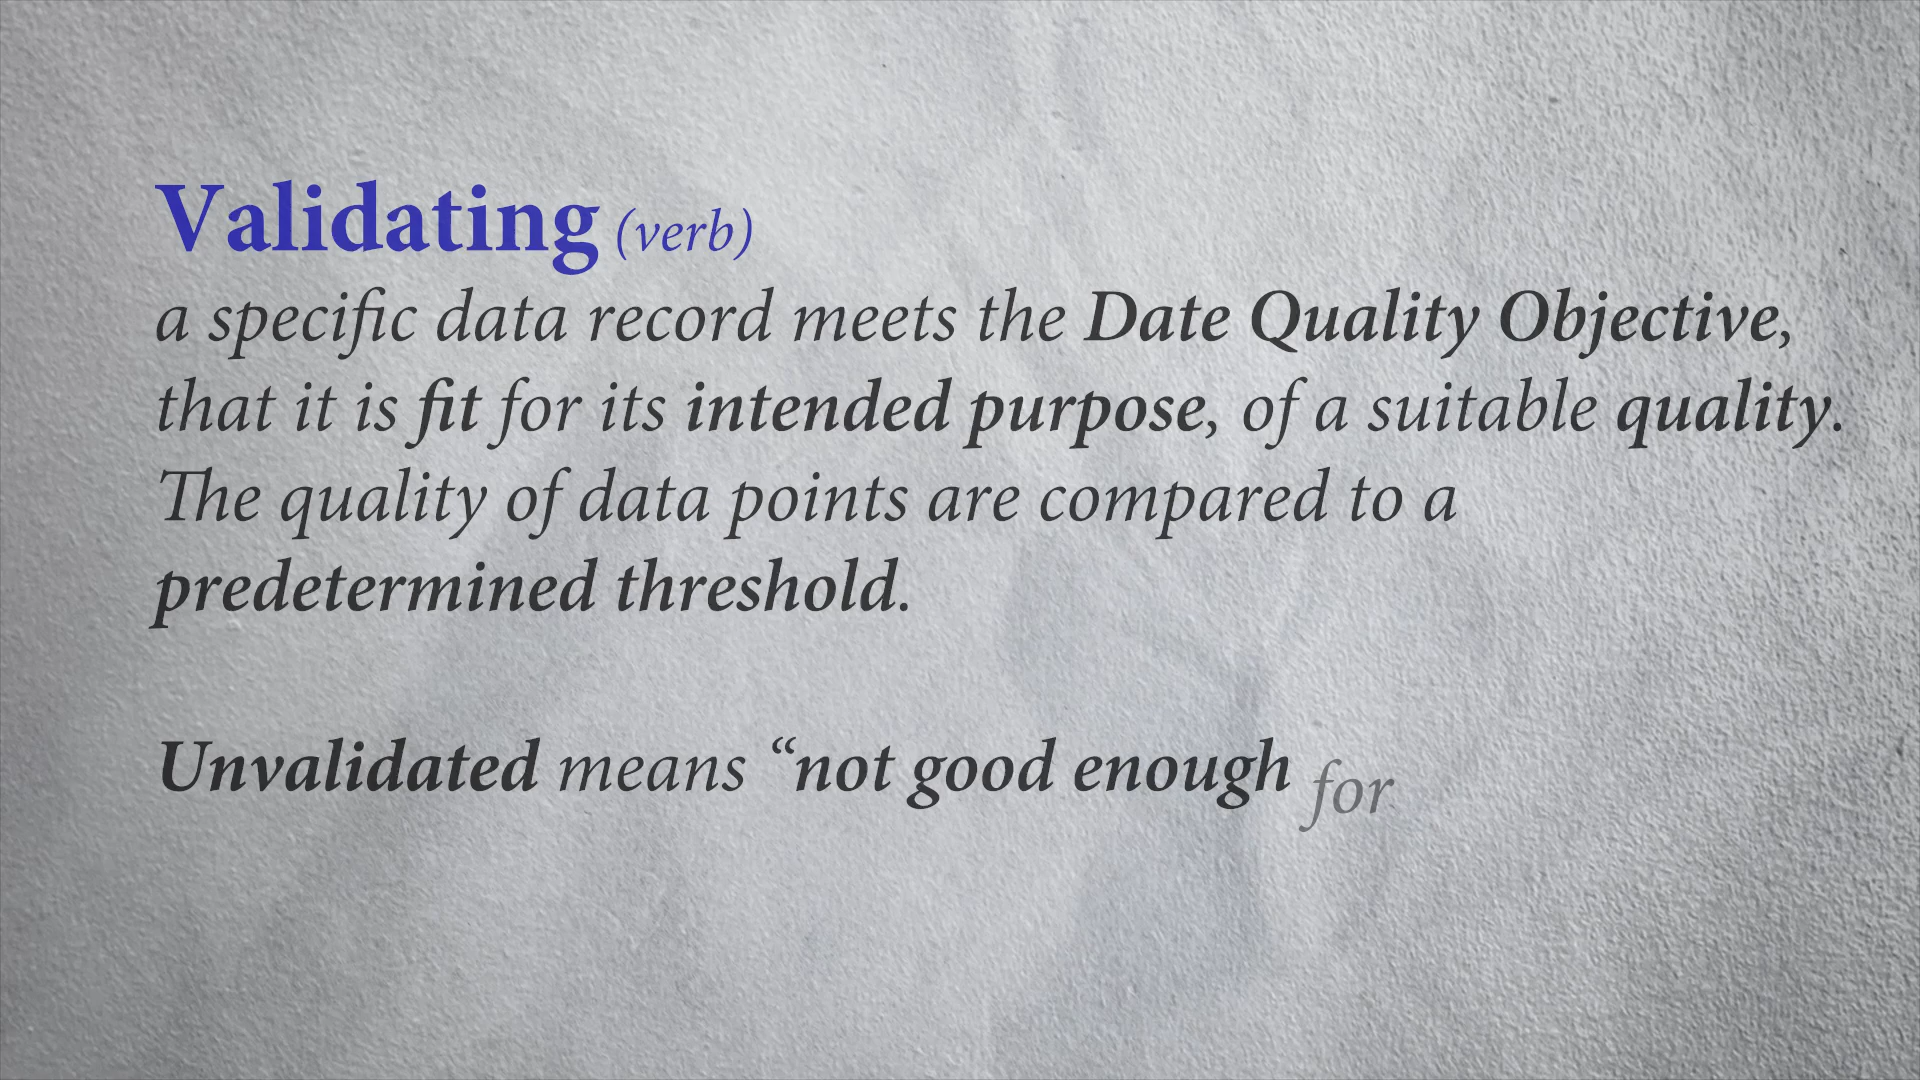 Validating (verb)
a specific data record meets the Date Quality Objective,
that it is fit for its intended purpose, of a suitable quality.
The quality of data points are compared to a
predetermined threshold.
Unvalidated means “not good enough for